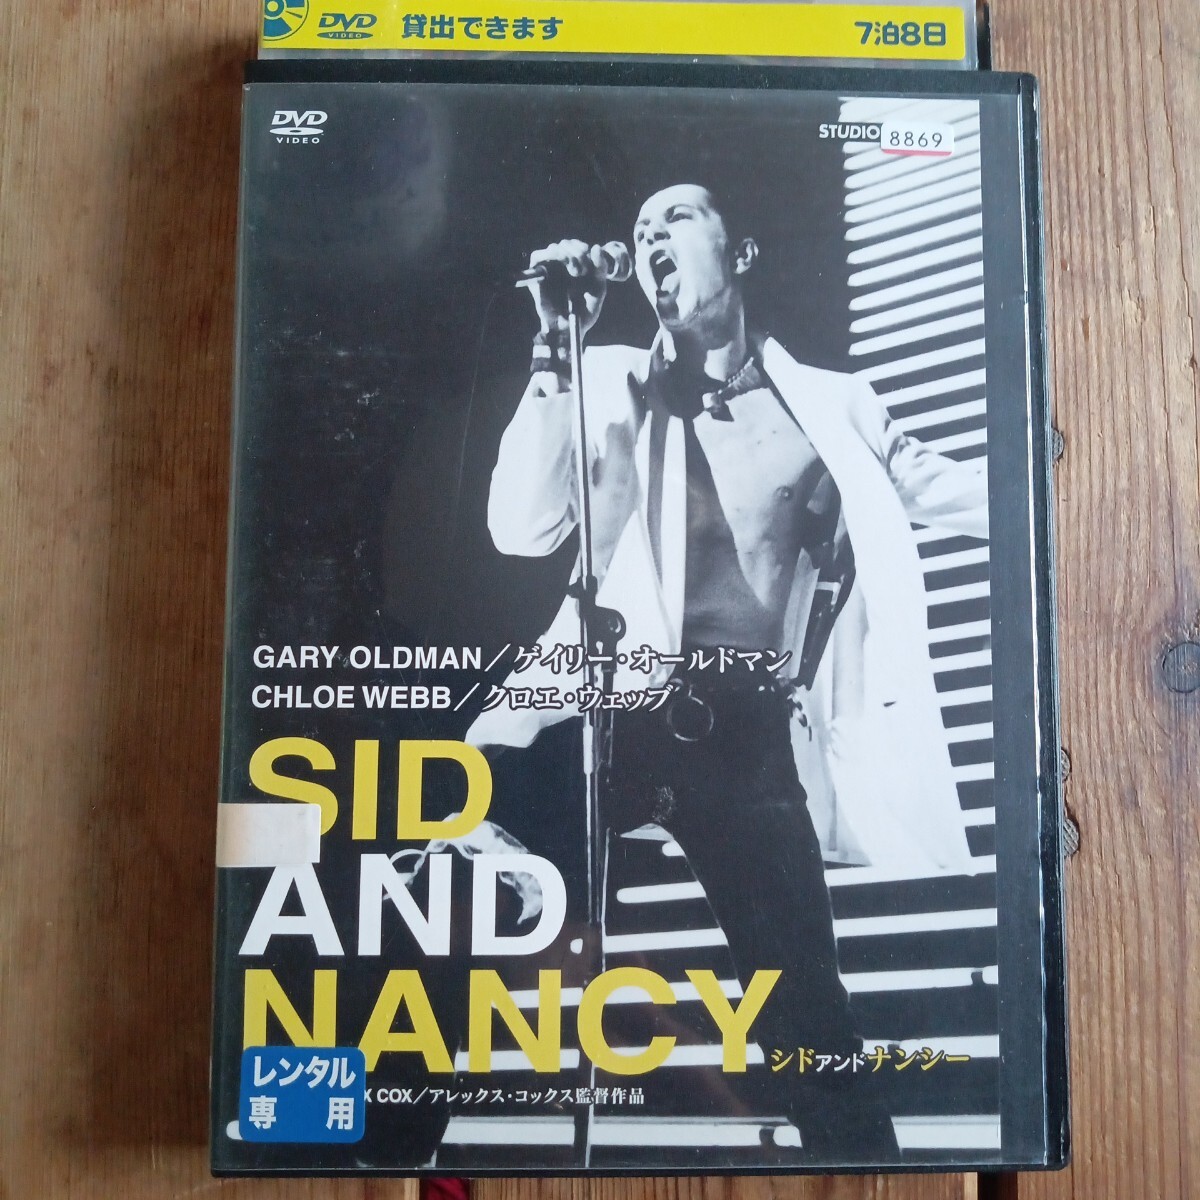 DVD VIDEO 貸出できます 7泊8日
DVD VIDEO
STUDIO 8869
GARY OLDMAN／ゲイリー・オールドマン
CHLOE WEBB／クロエ・ウェッブ
SID
AND
NANCY
シドアンドナンシー
X COX／アレックス・コックス監督作品
レンタル
専用